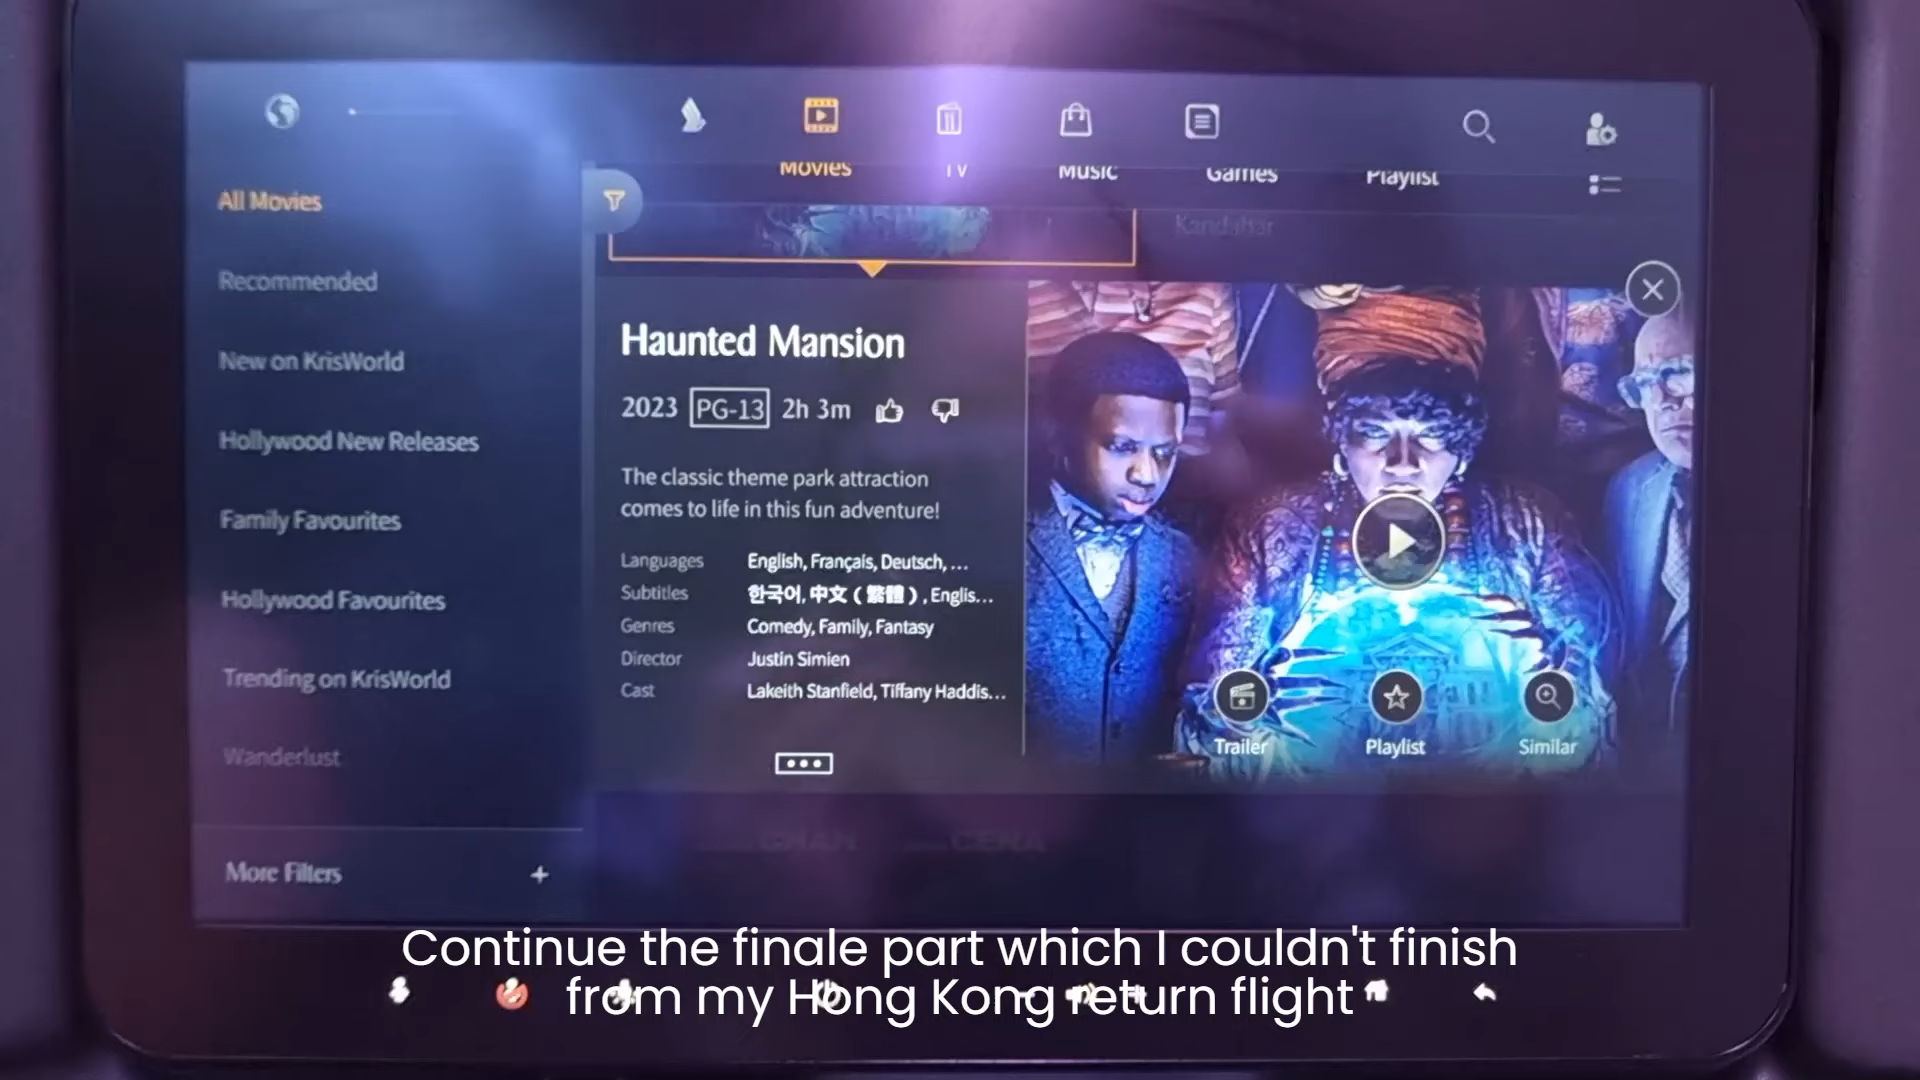 Movies
TV
Music
Games
Playlist
All Movies
Recommended
New on KrisWorld
Hollywood New Releases
Family Favourites
Hollywood Favourites
Trending on KrisWorld
Wanderlust
More Filters +
Kandahar
Haunted Mansion
2023 PG-13 2h 3m
The classic theme park attraction
comes to life in this fun adventure!
Languages English, Français, Deutsch, ...
Subtitles 한국어, 中文 ( 繁體 ) , Englis...
Genres Comedy, Family, Fantasy
Director Justin Simien
Cast Lakeith Stanfield, Tiffany Haddis...
Trailer
Playlist
Similar
CHAN
CENA
Continue the finale part which I couldn't finish
from my Hong Kong return flight